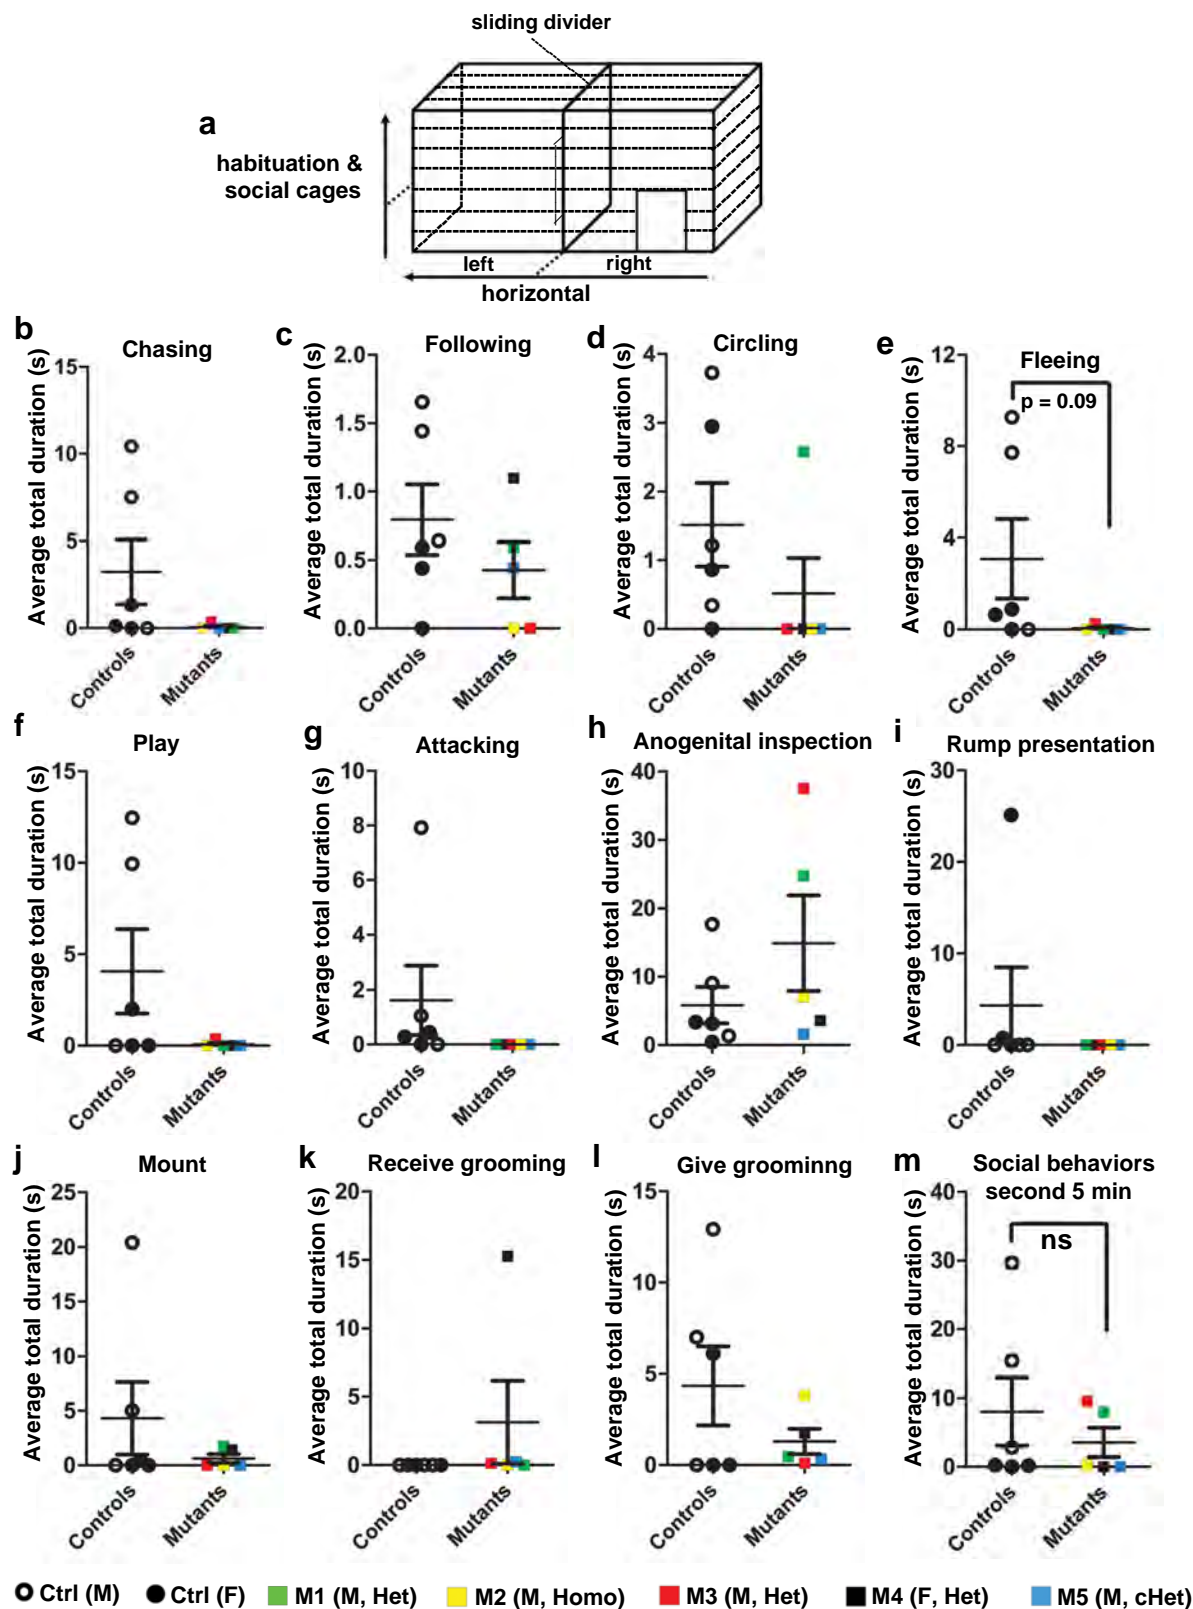 sliding divider
a
habituation &
social cages
left right
horizontal
b
Chasing
Average total duration (s)
15
10
5
0
Controls
Mutants
c
Following
Average total duration (s)
2.0
1.5
1.0
0.5
0.0
Controls
Mutants
d
Circling
Average total duration (s)
4
3
2
1
0
Controls
Mutants
e
Fleeing
Average total duration (s)
12
8
4
0
p = 0.09
Controls
Mutants
f
Play
Average total duration (s)
15
10
5
0
Controls
Mutants
g
Attacking
Average total duration (s)
10
8
6
4
2
0
Controls
Mutants
h
Anogenital inspection
Average total duration (s)
40
30
20
10
0
Controls
Mutants
i
Rump presentation
Average total duration (s)
30
20
10
0
Controls
Mutants
j
Mount
Average total duration (s)
25
20
15
10
5
0
Controls
Mutants
k
Receive grooming
Average total duration (s)
20
15
10
5
0
Controls
Mutants
l
Give groominng
Average total duration (s)
15
10
5
0
Controls
Mutants
m
Social behaviors
second 5 min
Average total duration (s)
40
30
20
10
0
ns
Controls
Mutants
Ctrl (M) Ctrl (F) M1 (M, Het) M2 (M, Homo) M3 (M, Het) M4 (F, Het) M5 (M, cHet)